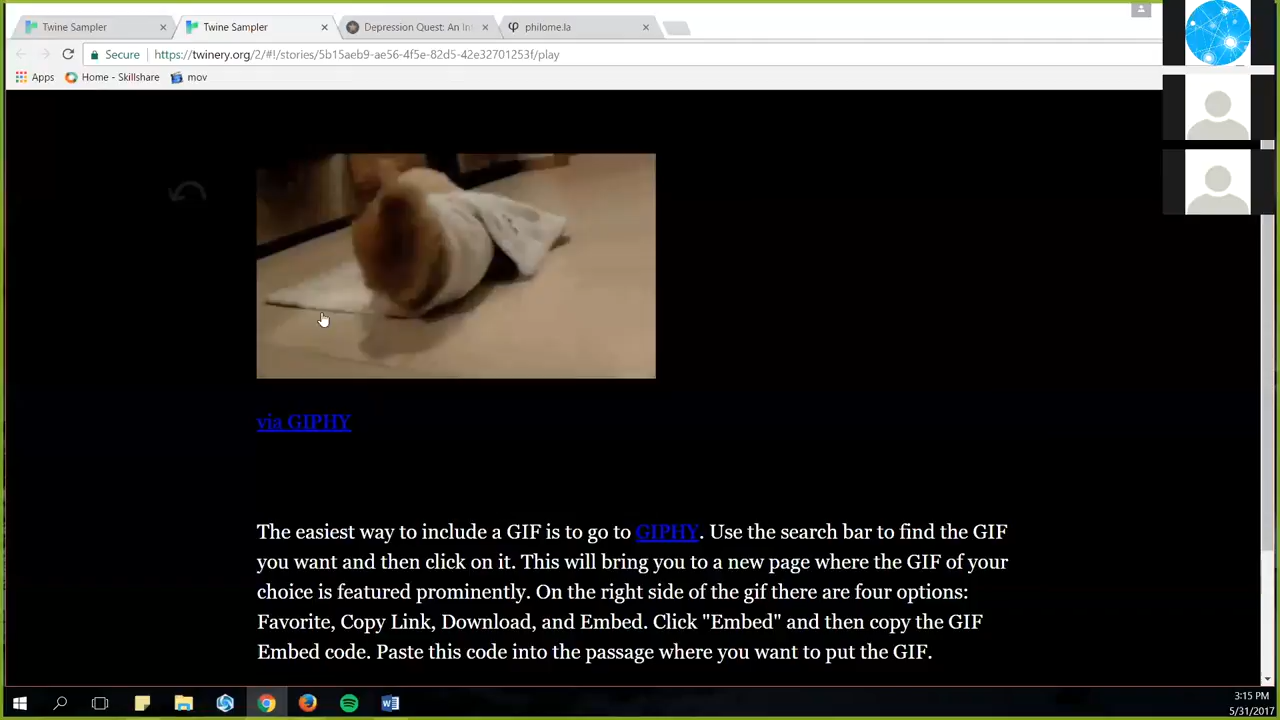 Twine Sampler
Twine Sampler
Depression Quest: An In
philome.la
Secure
https://twinery.org/2/#!/stories/5b15aeb9-ae56-4f5e-82d5-42e32701253f/play
Apps
Home - Skillshare
mov
via GIPHY
The easiest way to include a GIF is to go to GIPHY. Use the search bar to find the GIF
you want and then click on it. This will bring you to a new page where the GIF of your
choice is featured prominently. On the right side of the gif there are four options:
Favorite, Copy Link, Download, and Embed. Click "Embed" and then copy the GIF
Embed code. Paste this code into the passage where you want to put the GIF.
3:15 PM
5/31/2017